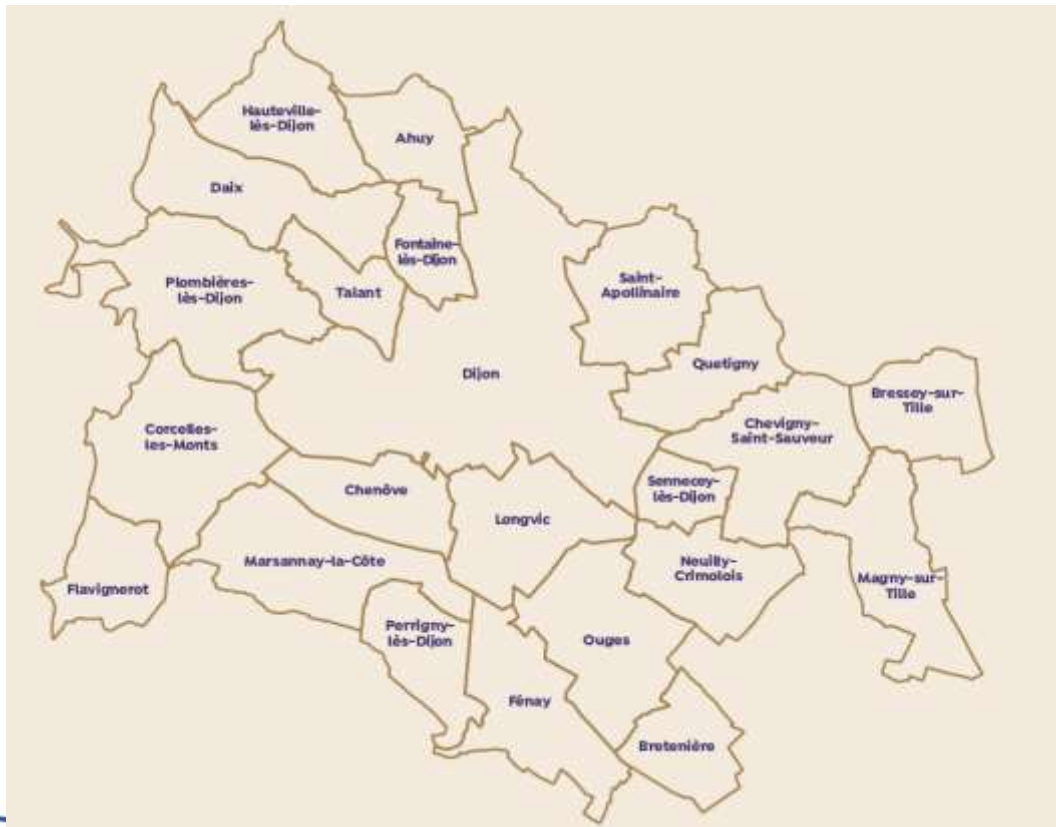 Hauteville-
lès-Dijon
Ahuy
Daix
Fontaine-
lès-Dijon
Saint-
Apollinaire
Plombières-
lès-Dijon
Talant
Quetigny
Dijon
Bressey-sur-
Tille
Corcelles-
les-Monts
Chevigny-
Saint-Sauveur
Sennecey-
lès-Dijon
Chenôve
Longvic
Marsannay-la-Côte
Neuilly-
Crimolois
Flavignerot
Magny-sur-
Tille
Perrigny-
lès-Dijon
Ouges
Fénay
Bretenière